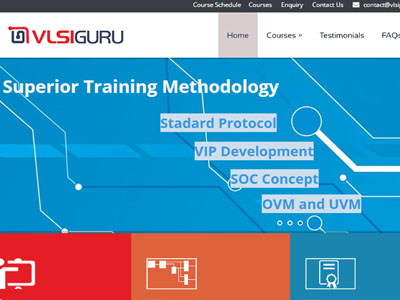 Course Schedule Courses Enquiry Contact Us contact@vlsig
VLSIGURU
Home Courses » Testimonials FAQs
Superior Training Methodology
Stadard Protocol
VIP Development
SOC Concept
OVM and UVM